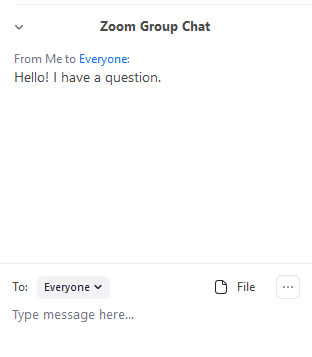 Zoom Group Chat
From Me to Everyone:
Hello! I have a question.
To: Everyone File
Type message here...